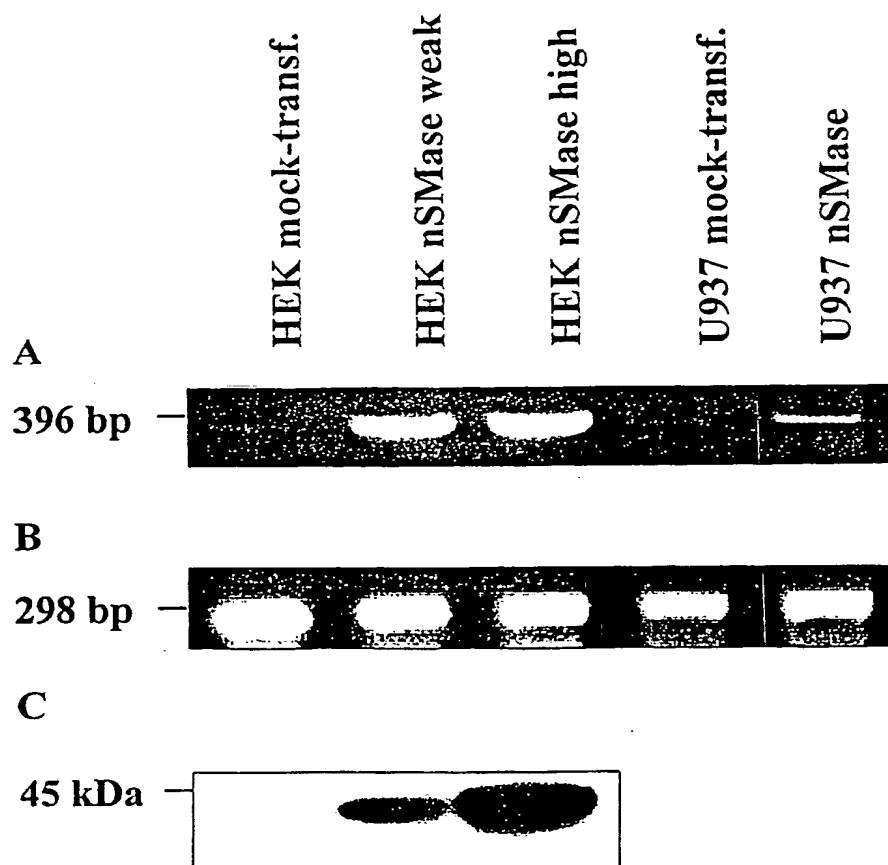 HEK mock-transf.
HEK nSMase weak
HEK nSMase high
U937 mock-transf.
U937 nSMase
A
396 bp
B
298 bp
C
45 kDa